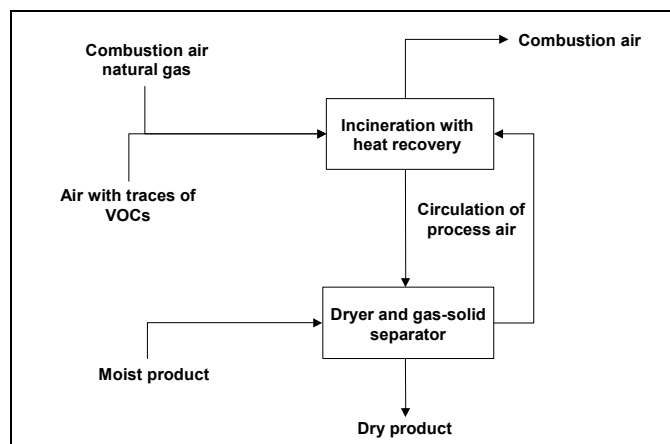 Combustion air
natural gas
Combustion air
Incineration with
heat recovery
Air with traces of
VOCs
Circulation of
process air
Dryer and gas-solid
separator
Moist product
Dry product